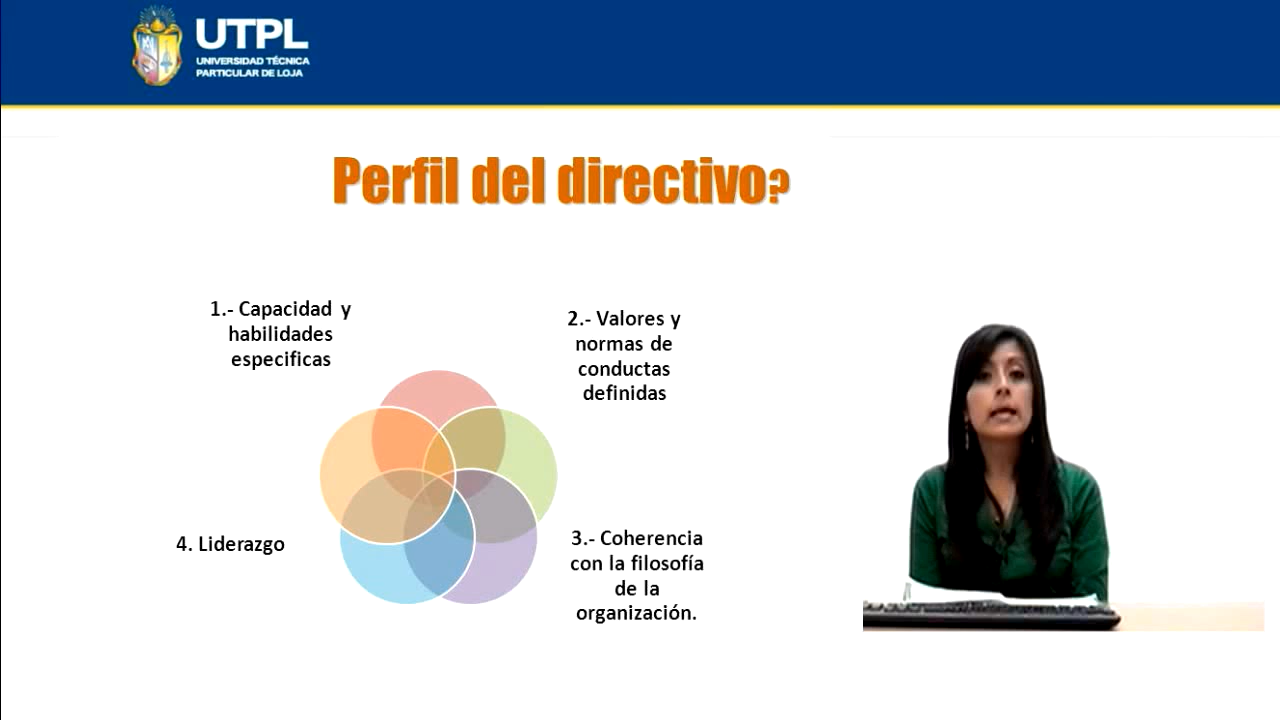 UTPL
UNIVERSIDAD TÉCNICA
PARTICULAR DE LOJA
Perfil del directivo?
1.- Capacidad y
habilidades
especificas
2.- Valores y
normas de
conductas
definidas
3.- Coherencia
con la filosofía
de la
organización.
4. Liderazgo